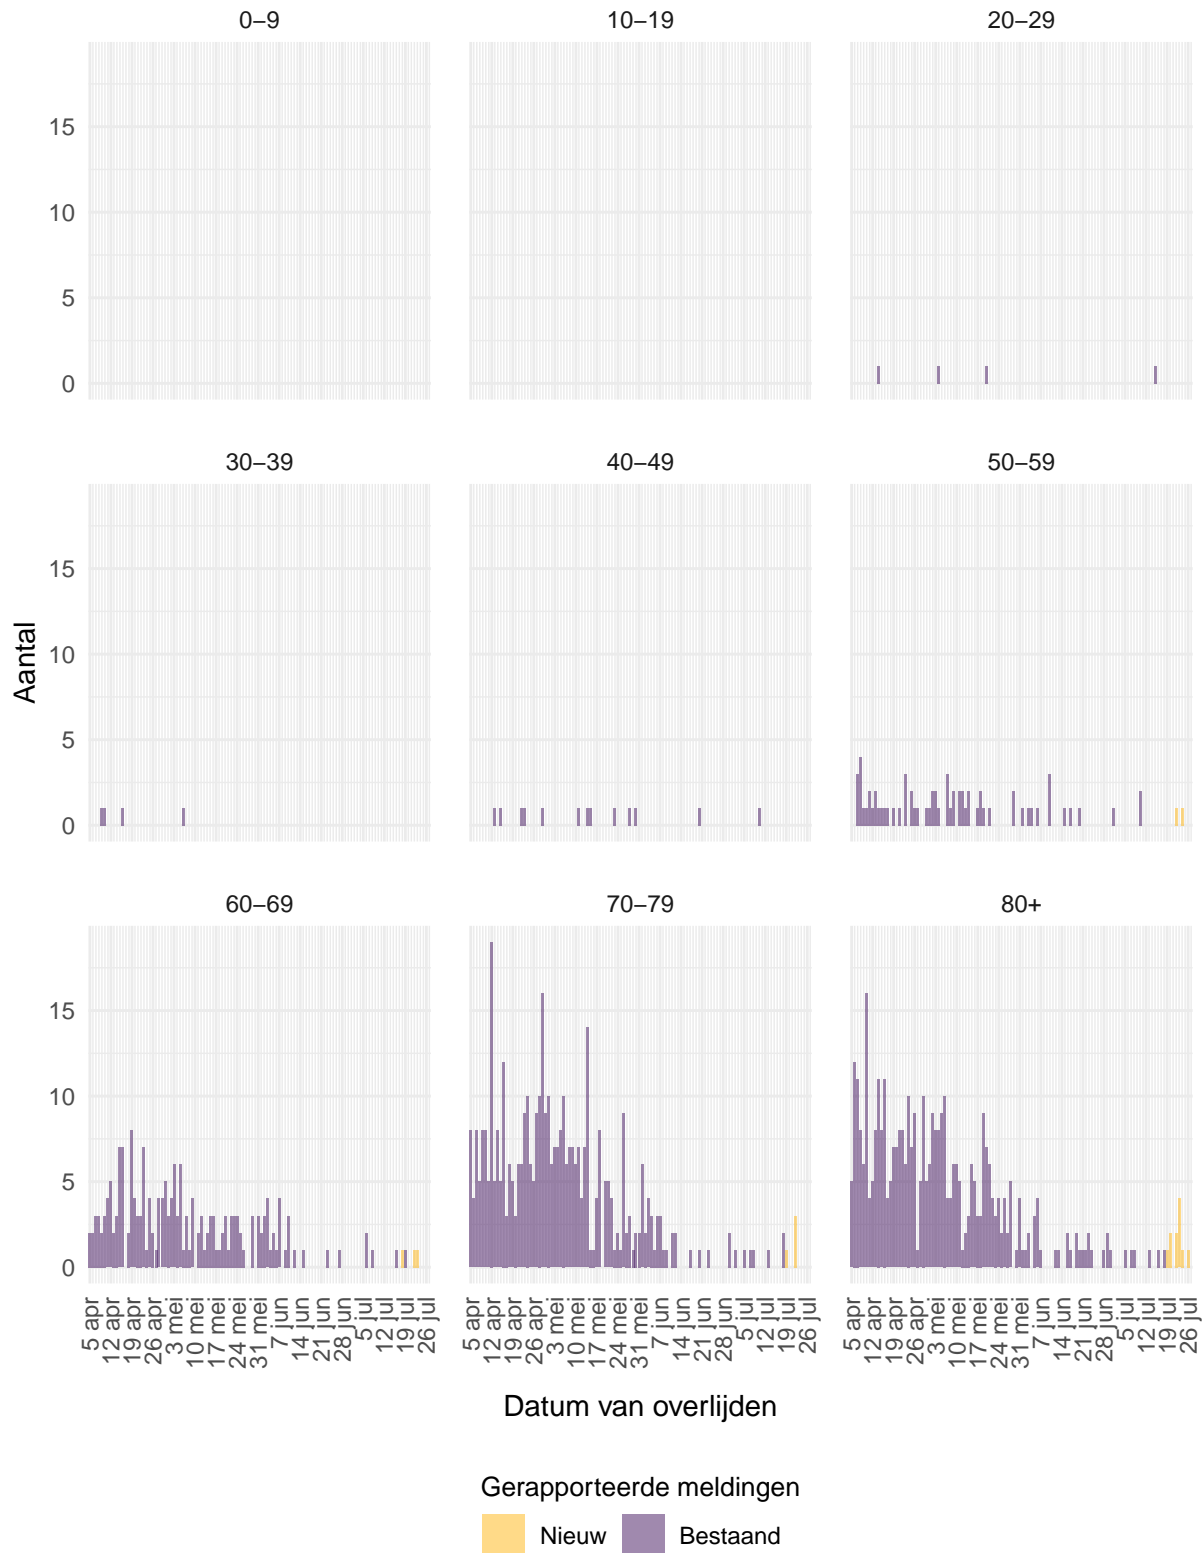 0–9 10–19 20–29
15
10
5
0
30–39 40–49 50–59
15
10
5
0
Aantal
60–69 70–79 80+
15
10
5
0
5 apr 12 apr 19 apr 26 apr 3 mei 10 mei 17 mei 24 mei 31 mei 7 jun 14 jun 21 jun 28 jun 5 jul 12 jul 19 jul 26 jul
5 apr 12 apr 19 apr 26 apr 3 mei 10 mei 17 mei 24 mei 31 mei 7 jun 14 jun 21 jun 28 jun 5 jul 12 jul 19 jul 26 jul
5 apr 12 apr 19 apr 26 apr 3 mei 10 mei 17 mei 24 mei 31 mei 7 jun 14 jun 21 jun 28 jun 5 jul 12 jul 19 jul 26 jul
Datum van overlijden
Gerapporteerde meldingen
Nieuw Bestaand